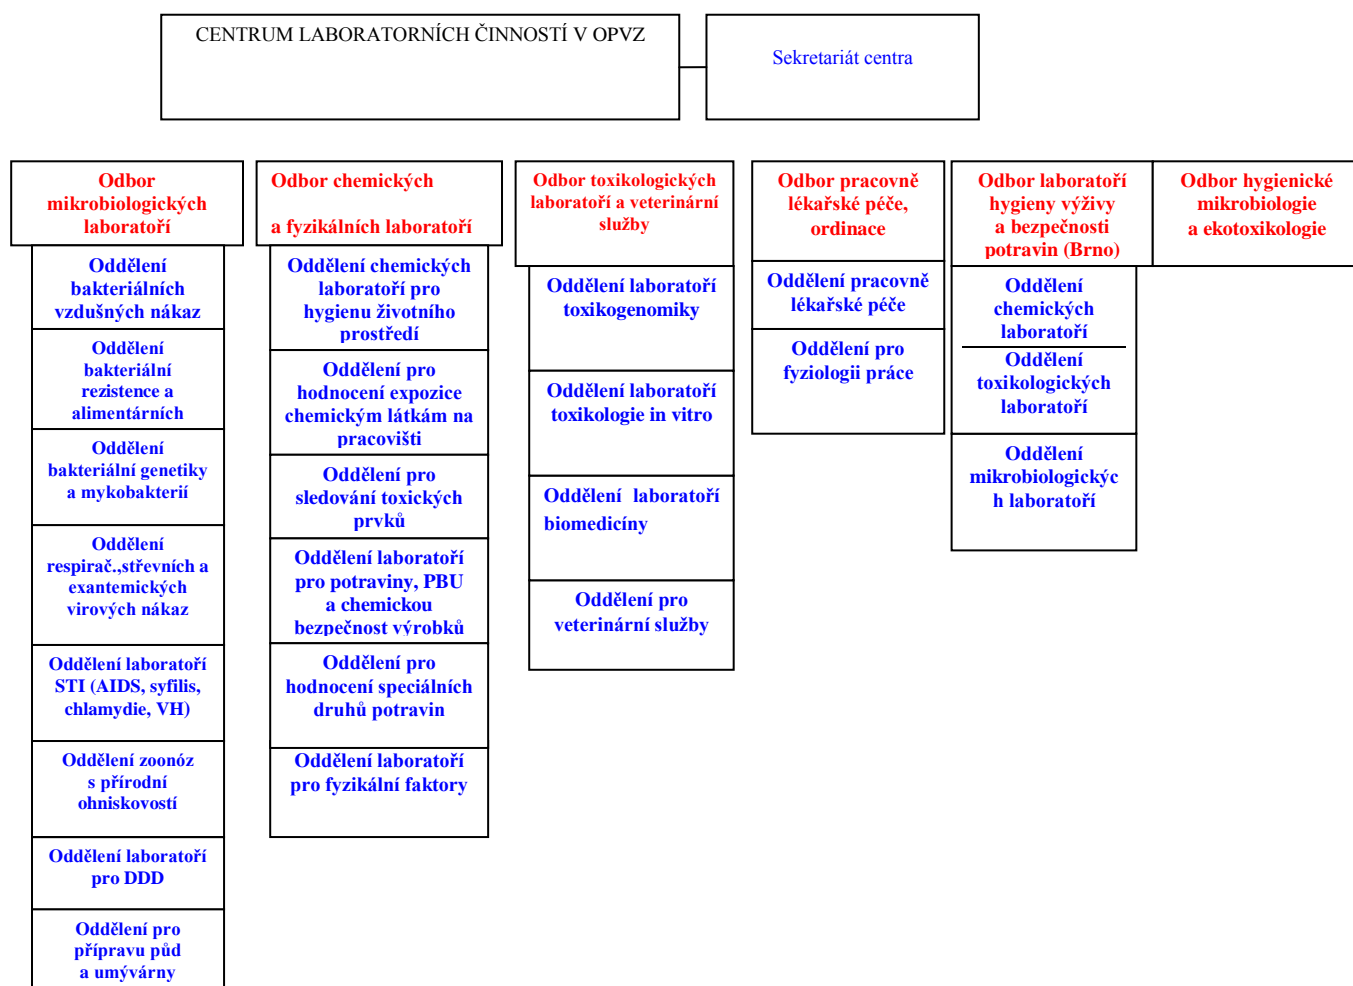 CENTRUM LABORATORNÍCH ČINNOSTÍ V OPVZ
Sekretariát centra
Odbor
mikrobiologických
laboratoří
Oddělení
bakteriálních
vzdušných nákaz
Oddělení
bakteriální
rezistence a
alimentárních
Oddělení
bakteriální genetiky
a mykobakterií
Oddělení
respirač.,střevních a
exantemických
virových nákaz
Oddělení laboratoří
STI (AIDS, syfilis,
chlamydie, VH)
Oddělení zoonóz
s přírodní
ohniskovostí
Oddělení laboratoří
pro DDD
Oddělení pro
přípravu půd
a umývárny
Odbor chemických
a fyzikálních laboratoří
Oddělení chemických
laboratoří pro
hygienu životního
prostředí
Oddělení pro
hodnocení expozice
chemickým látkám na
pracovišti
Oddělení pro
sledování toxických
prvků
Oddělení laboratoří
pro potraviny, PBU
a chemickou
bezpečnost výrobků
Oddělení pro
hodnocení speciálních
druhů potravin
Oddělení laboratoří
pro fyzikální faktory
Odbor toxikologických
laboratoří a veterinární
služby
Oddělení laboratoří
toxikogenomiky
Oddělení laboratoří
toxikologie in vitro
Oddělení laboratoří
biomedicíny
Oddělení pro
veterinární služby
Odbor pracovně
lékařské péče,
ordinace
Oddělení pracovně
lékařské péče
Oddělení pro
fyziologii práce
Odbor laboratoří
hygieny výživy
a bezpečnosti
potravin (Brno)
Oddělení
chemických
laboratoří
Oddělení
toxikologických
laboratoří
Oddělení
mikrobiologickýc
h laboratoří
Odbor hygienické
mikrobiologie
a ekotoxikologie